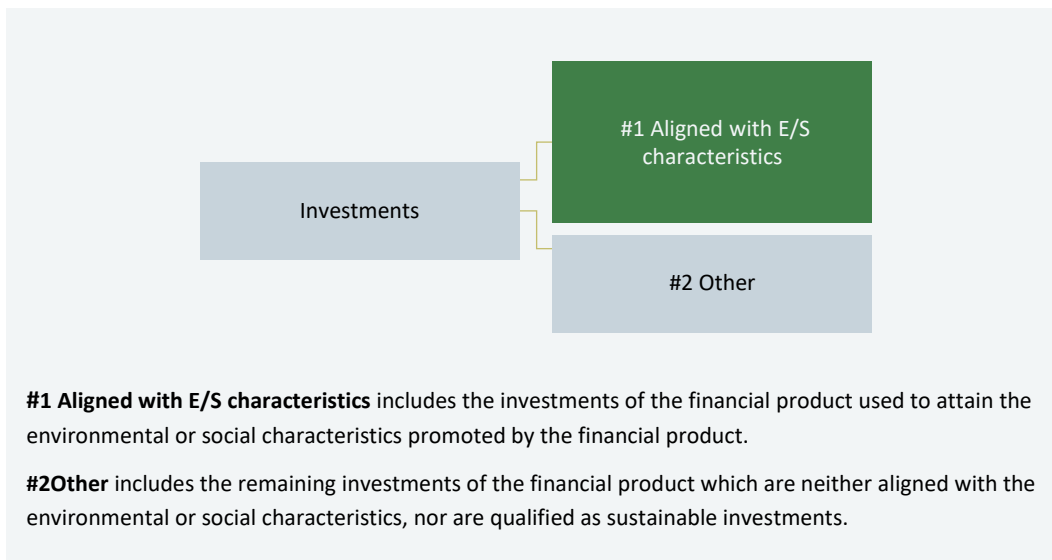 #1 Aligned with E/S
characteristics
Investments
#2 Other
#1 Aligned with E/S characteristics includes the investments of the financial product used to attain the
environmental or social characteristics promoted by the financial product.
#2Other includes the remaining investments of the financial product which are neither aligned with the
environmental or social characteristics, nor are qualified as sustainable investments.